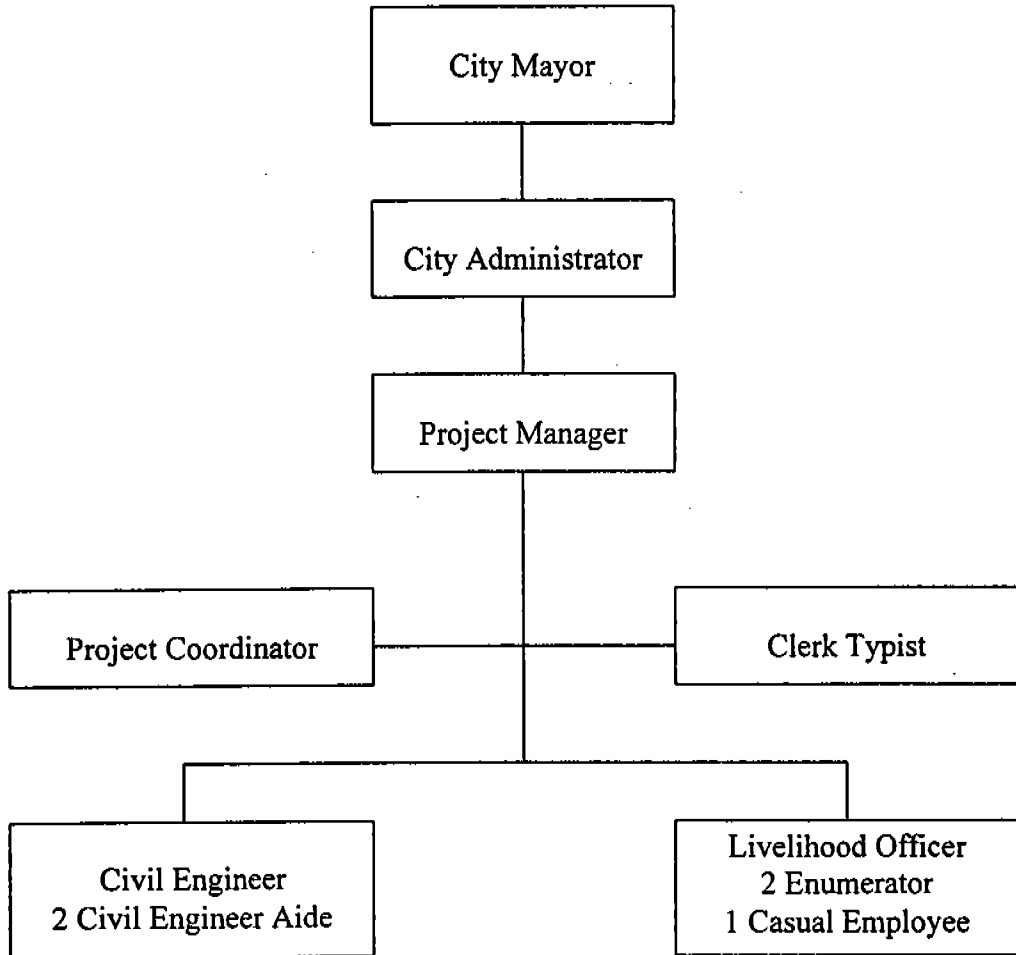 City Mayor
City Administrator
Project Manager
Project Coordinator
Clerk Typist
Civil Engineer
2 Civil Engineer Aide
Livelihood Officer
2 Enumerator
1 Casual Employee